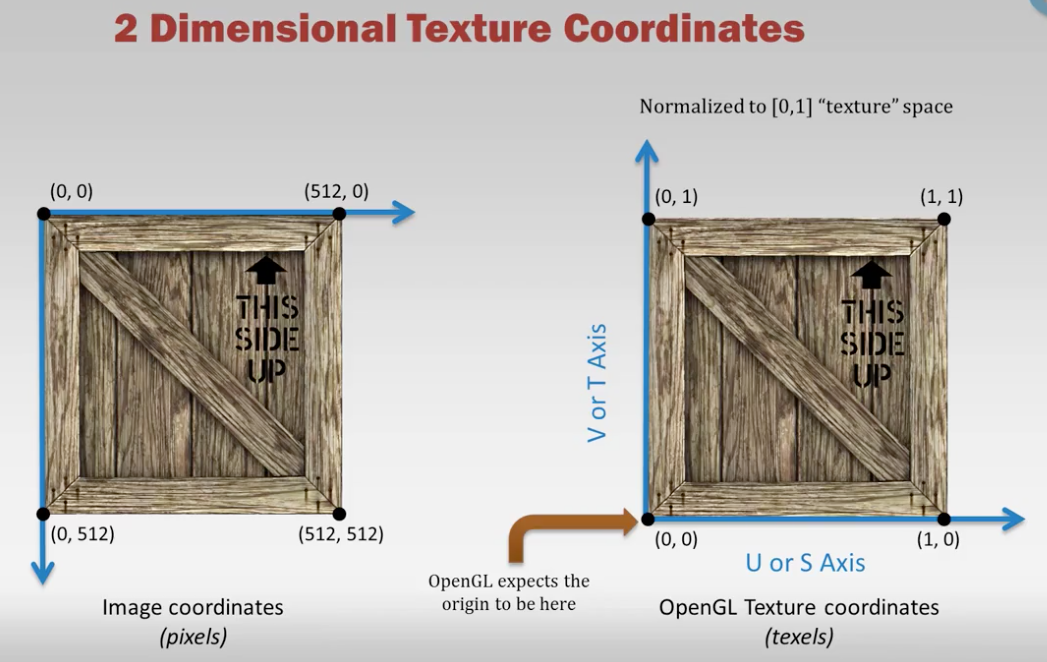 2 Dimensional Texture Coordinates
Normalized to [0,1] “texture” space
(0, 0)
(512, 0)
THIS
SIDE
UP
(0, 512)
(512, 512)
Image coordinates
(pixels)
(0, 1)
(1, 1)
V or T Axis
THIS
SIDE
UP
(0, 0)
(1, 0)
U or S Axis
OpenGL expects the
origin to be here
OpenGL Texture coordinates
(texels)